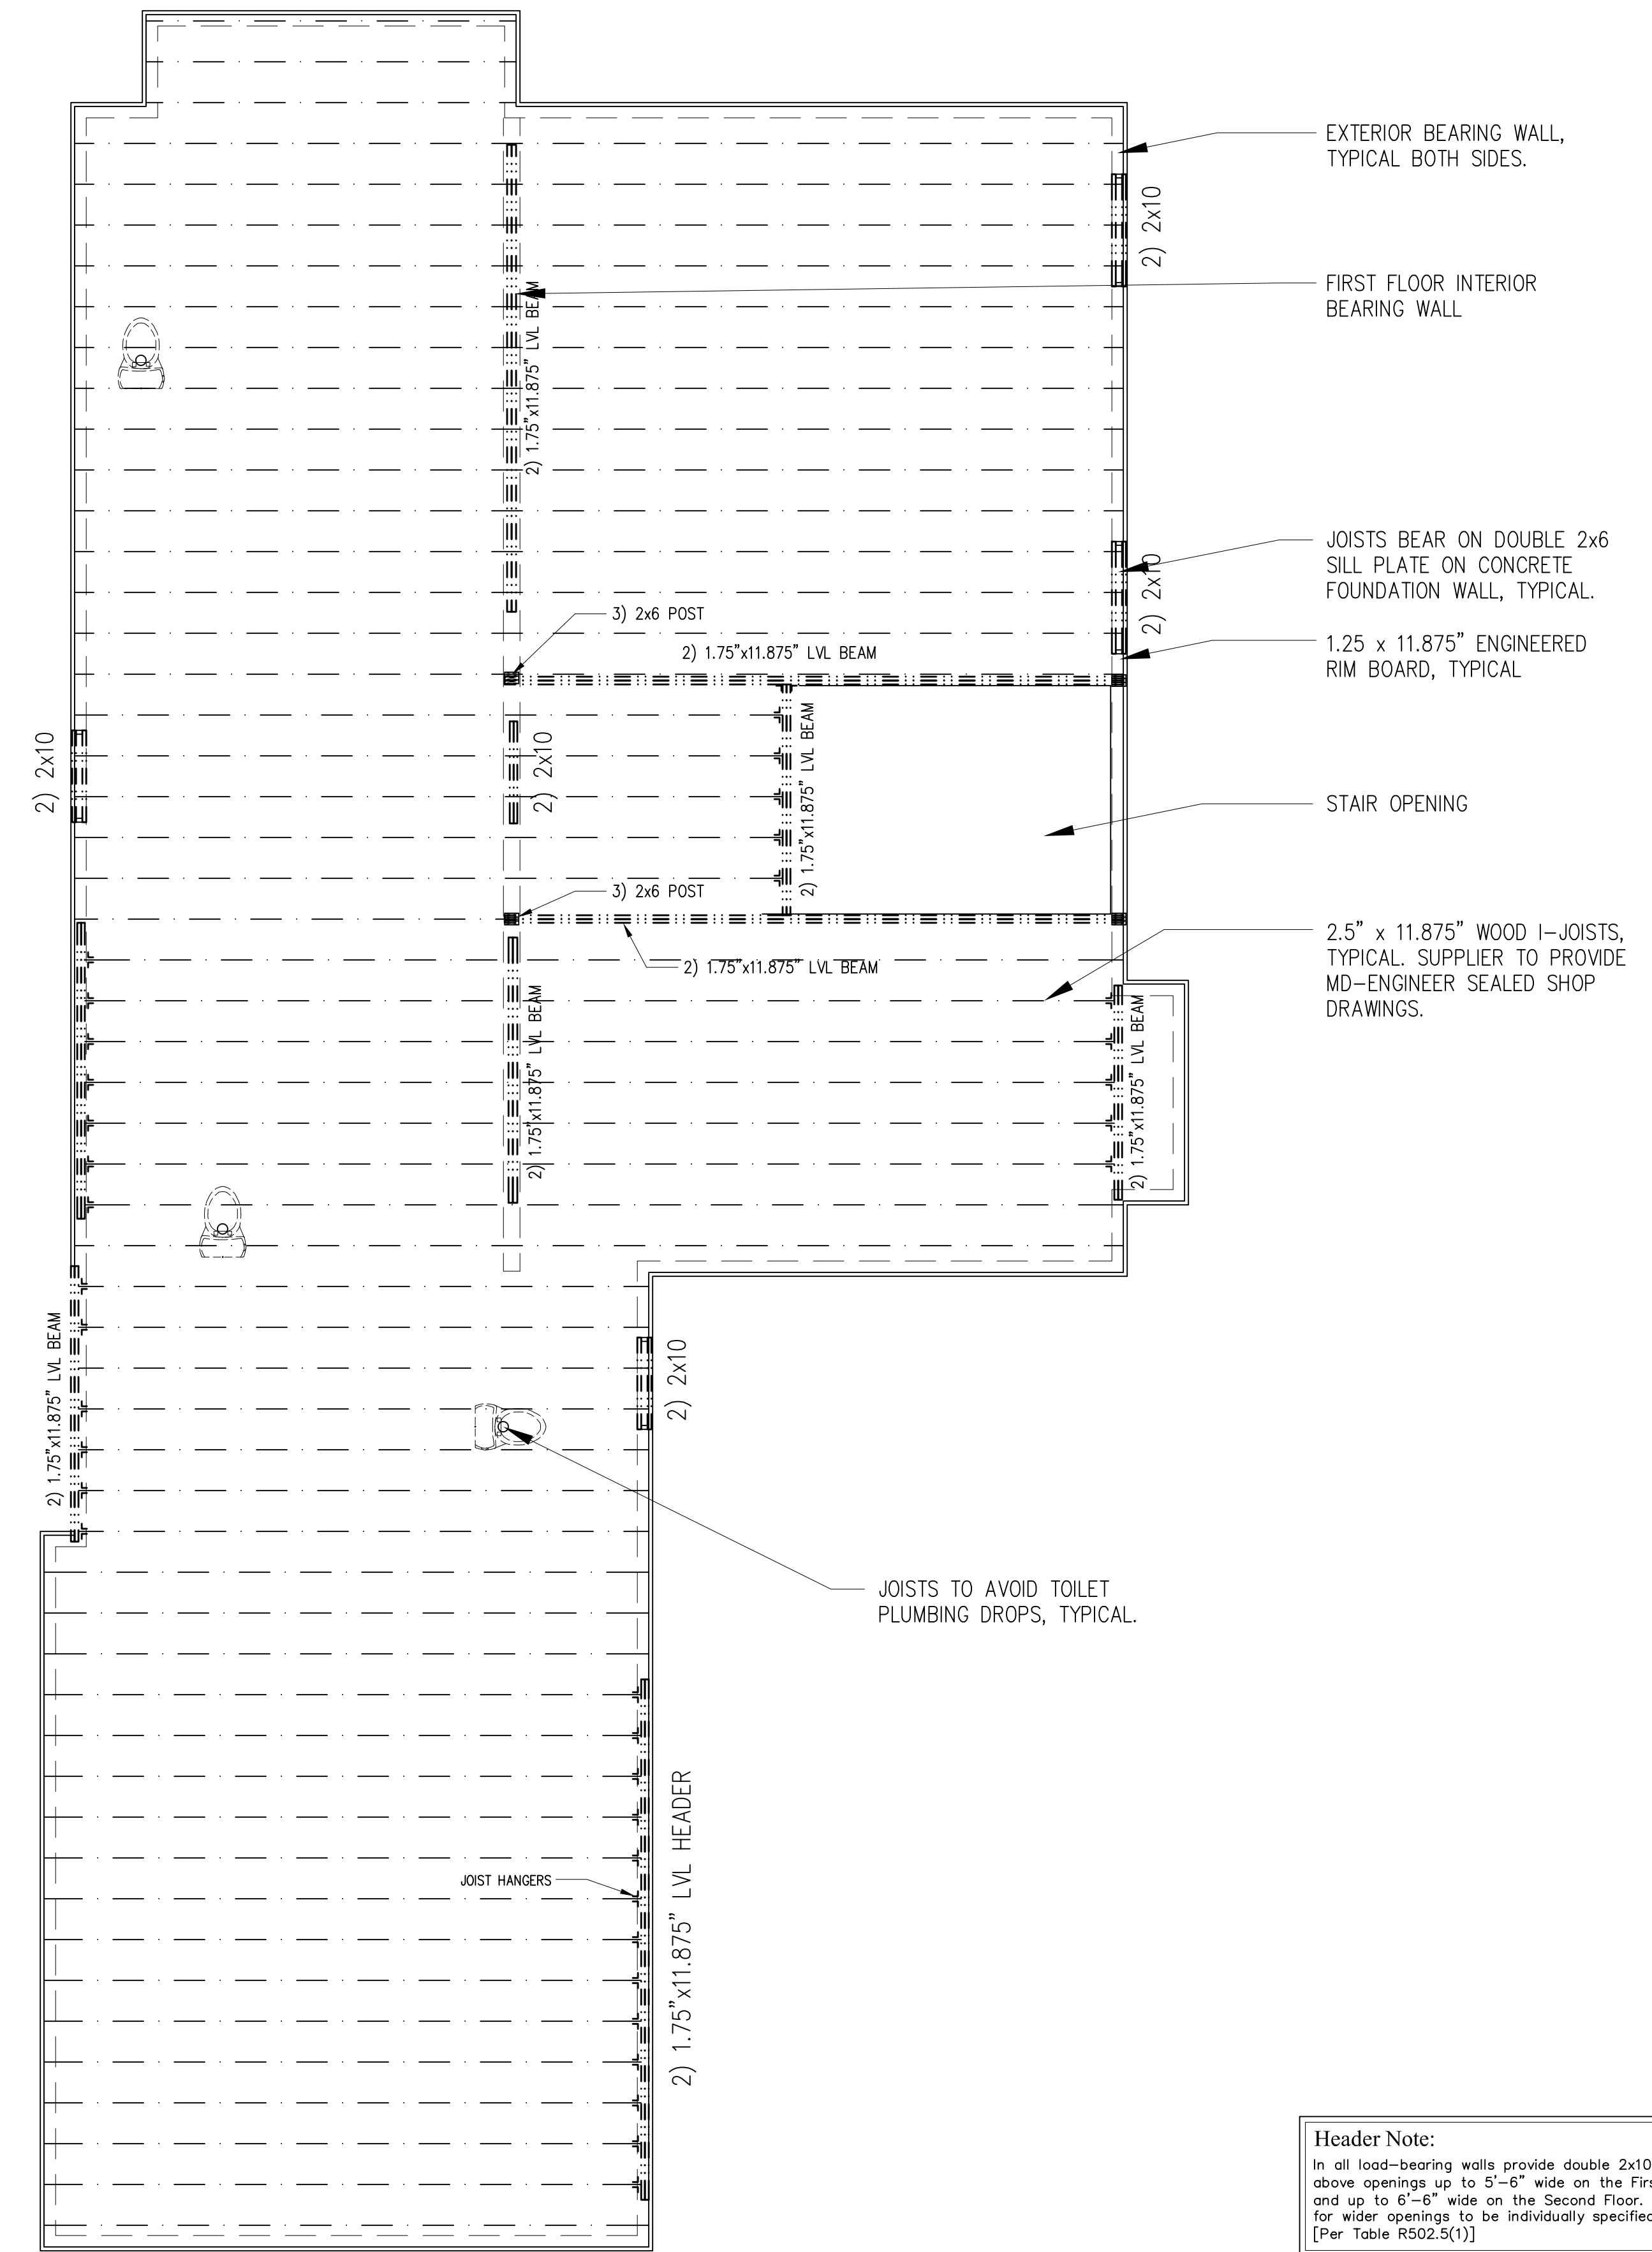 EXTERIOR BEARING WALL,
TYPICAL BOTH SIDES.
2) 2x10
FIRST FLOOR INTERIOR
BEARING WALL
2) 1.75"x11.875" LVL BEAM
JOISTS BEAR ON DOUBLE 2x6
SILL PLATE ON CONCRETE
FOUNDATION WALL, TYPICAL.
2) 2x10
3) 2x6 POST
1.25 x 11.875" ENGINEERED
RIM BOARD, TYPICAL
2) 1.75"x11.875" LVL BEAM
2) 2x10
2) 2x10
2) 1.75"x11.875" LVL BEAM
STAIR OPENING
3) 2x6 POST
2) 1.75"x11.875" LVL BEAM
2.5" x 11.875" WOOD I-JOISTS,
TYPICAL. SUPPLIER TO PROVIDE
MD-ENGINEER SEALED SHOP
DRAWINGS.
2) 1.75"x11.875" LVL BEAM
2) 1.75"x11.875" LVL BEAM
2) 1.75"x11.875" LVL BEAM
2) 2x10
JOISTS TO AVOID TOILET
PLUMBING DROPS, TYPICAL.
JOIST HANGERS
2) 1.75"x11.875" LVL HEADER
Header Note:
In all load-bearing walls provide double 2x10
above openings up to 5'-6" wide on the Firs
and up to 6'-6" wide on the Second Floor.
for wider openings to be individually specified
[Per Table R502.5(1)]